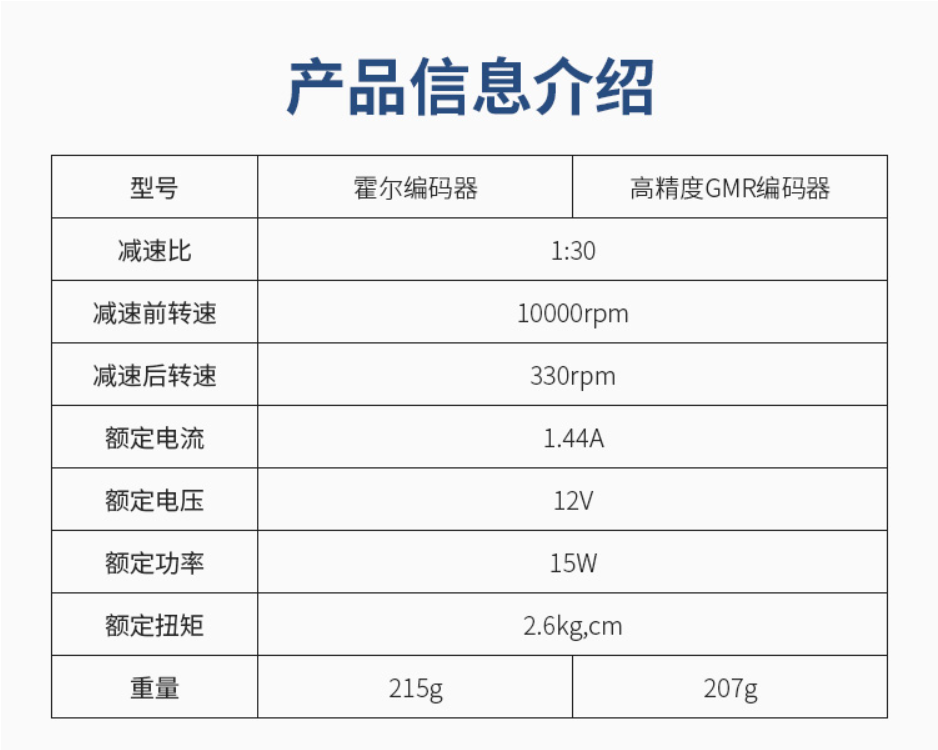 产品信息介绍
型号 霍尔编码器 高精度GMR编码器
减速比 1:30
减速前转速 10000rpm
减速后转速 330rpm
额定电流 1.44A
额定电压 12V
额定功率 15W
额定扭矩 2.6kg,cm
重量 215g 207g